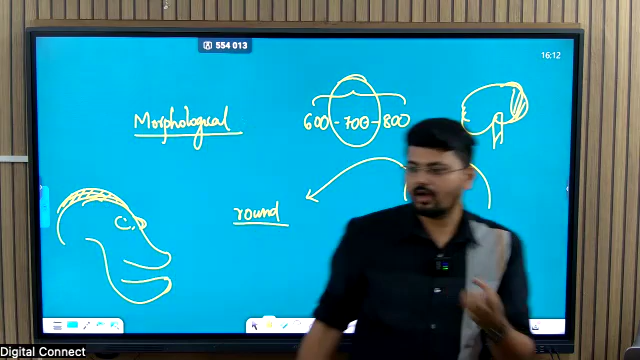 554 013
16:12
Morphological
600-700-800
round
Digital Connect